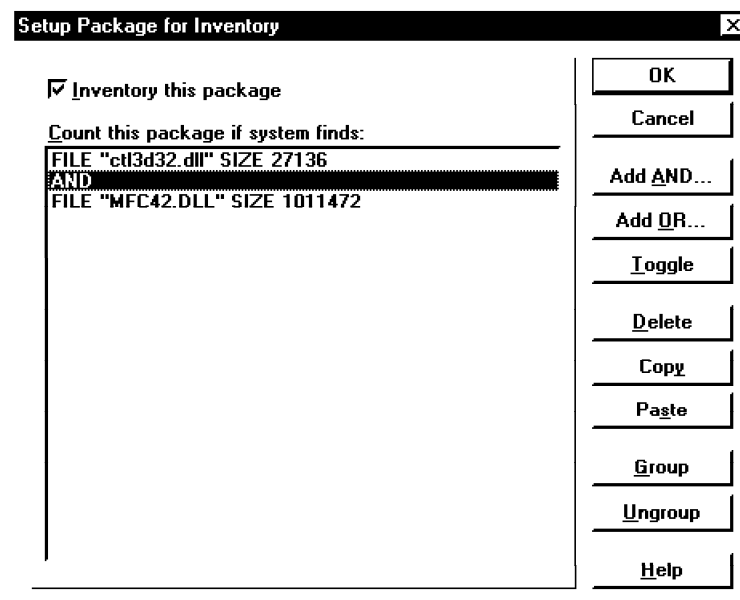 Setup Package for Inventory
Inventory this package
Count this package if system finds:
FILE "ctl3d32.dll" SIZE 27136
AND
FILE "MFC42.DLL" SIZE 1011472
OK
Cancel
Add AND...
Add OR...
Toggle
Delete
Copy
Paste
Group
Ungroup
Help